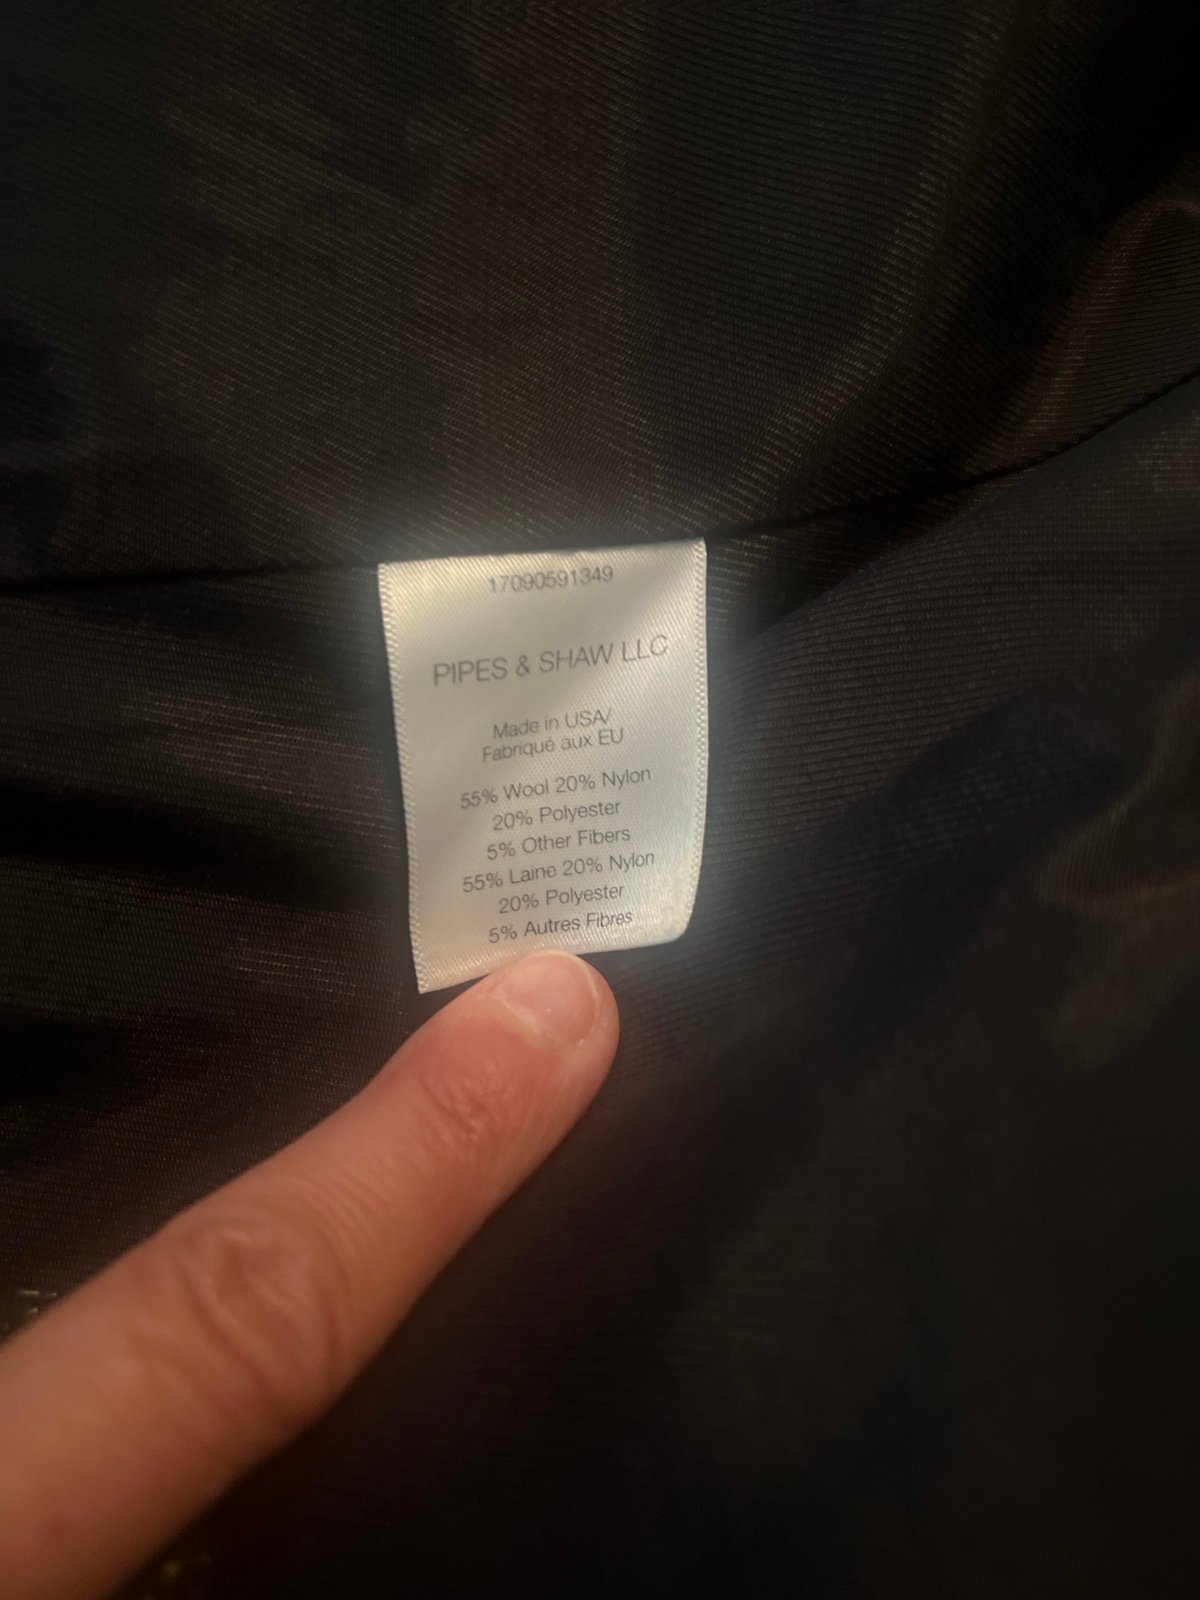 17090591349
PIPES & SHAW LLC
Made in USA/
Fabriqué aux EU
55% Wool 20% Nylon
20% Polyester
5% Other Fibers
55% Laine 20% Nylon
20% Polyester
5% Autres Fibres